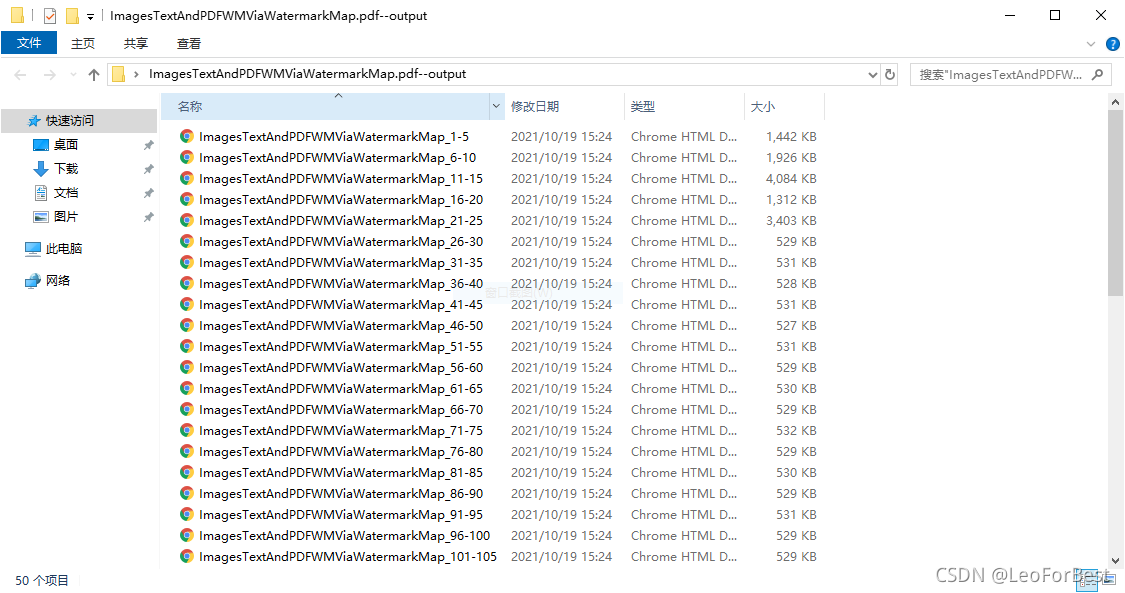 ImagesTextAndPDFWMViaWatermarkMap.pdf--output
文件 主页 共享 查看
ImagesTextAndPDFWMViaWatermarkMap.pdf--output 搜索"ImagesTextAndPDFW...
名称 修改日期 类型 大小
快速访问
桌面
下载
文档
图片
此电脑
网络
ImagesTextAndPDFWMViaWatermarkMap_1-5 2021/10/19 15:24 Chrome HTML D... 1,442 KB
ImagesTextAndPDFWMViaWatermarkMap_6-10 2021/10/19 15:24 Chrome HTML D... 1,926 KB
ImagesTextAndPDFWMViaWatermarkMap_11-15 2021/10/19 15:24 Chrome HTML D... 4,084 KB
ImagesTextAndPDFWMViaWatermarkMap_16-20 2021/10/19 15:24 Chrome HTML D... 1,312 KB
ImagesTextAndPDFWMViaWatermarkMap_21-25 2021/10/19 15:24 Chrome HTML D... 3,403 KB
ImagesTextAndPDFWMViaWatermarkMap_26-30 2021/10/19 15:24 Chrome HTML D... 529 KB
ImagesTextAndPDFWMViaWatermarkMap_31-35 2021/10/19 15:24 Chrome HTML D... 531 KB
ImagesTextAndPDFWMViaWatermarkMap_36-40 2021/10/19 15:24 Chrome HTML D... 528 KB
ImagesTextAndPDFWMViaWatermarkMap_41-45 2021/10/19 15:24 Chrome HTML D... 531 KB
ImagesTextAndPDFWMViaWatermarkMap_46-50 2021/10/19 15:24 Chrome HTML D... 527 KB
ImagesTextAndPDFWMViaWatermarkMap_51-55 2021/10/19 15:24 Chrome HTML D... 531 KB
ImagesTextAndPDFWMViaWatermarkMap_56-60 2021/10/19 15:24 Chrome HTML D... 529 KB
ImagesTextAndPDFWMViaWatermarkMap_61-65 2021/10/19 15:24 Chrome HTML D... 530 KB
ImagesTextAndPDFWMViaWatermarkMap_66-70 2021/10/19 15:24 Chrome HTML D... 529 KB
ImagesTextAndPDFWMViaWatermarkMap_71-75 2021/10/19 15:24 Chrome HTML D... 532 KB
ImagesTextAndPDFWMViaWatermarkMap_76-80 2021/10/19 15:24 Chrome HTML D... 529 KB
ImagesTextAndPDFWMViaWatermarkMap_81-85 2021/10/19 15:24 Chrome HTML D... 530 KB
ImagesTextAndPDFWMViaWatermarkMap_86-90 2021/10/19 15:24 Chrome HTML D... 529 KB
ImagesTextAndPDFWMViaWatermarkMap_91-95 2021/10/19 15:24 Chrome HTML D... 531 KB
ImagesTextAndPDFWMViaWatermarkMap_96-100 2021/10/19 15:24 Chrome HTML D... 529 KB
ImagesTextAndPDFWMViaWatermarkMap_101-105 2021/10/19 15:24 Chrome HTML D... 529 KB
50 个项目
CSDN @LeoForBest